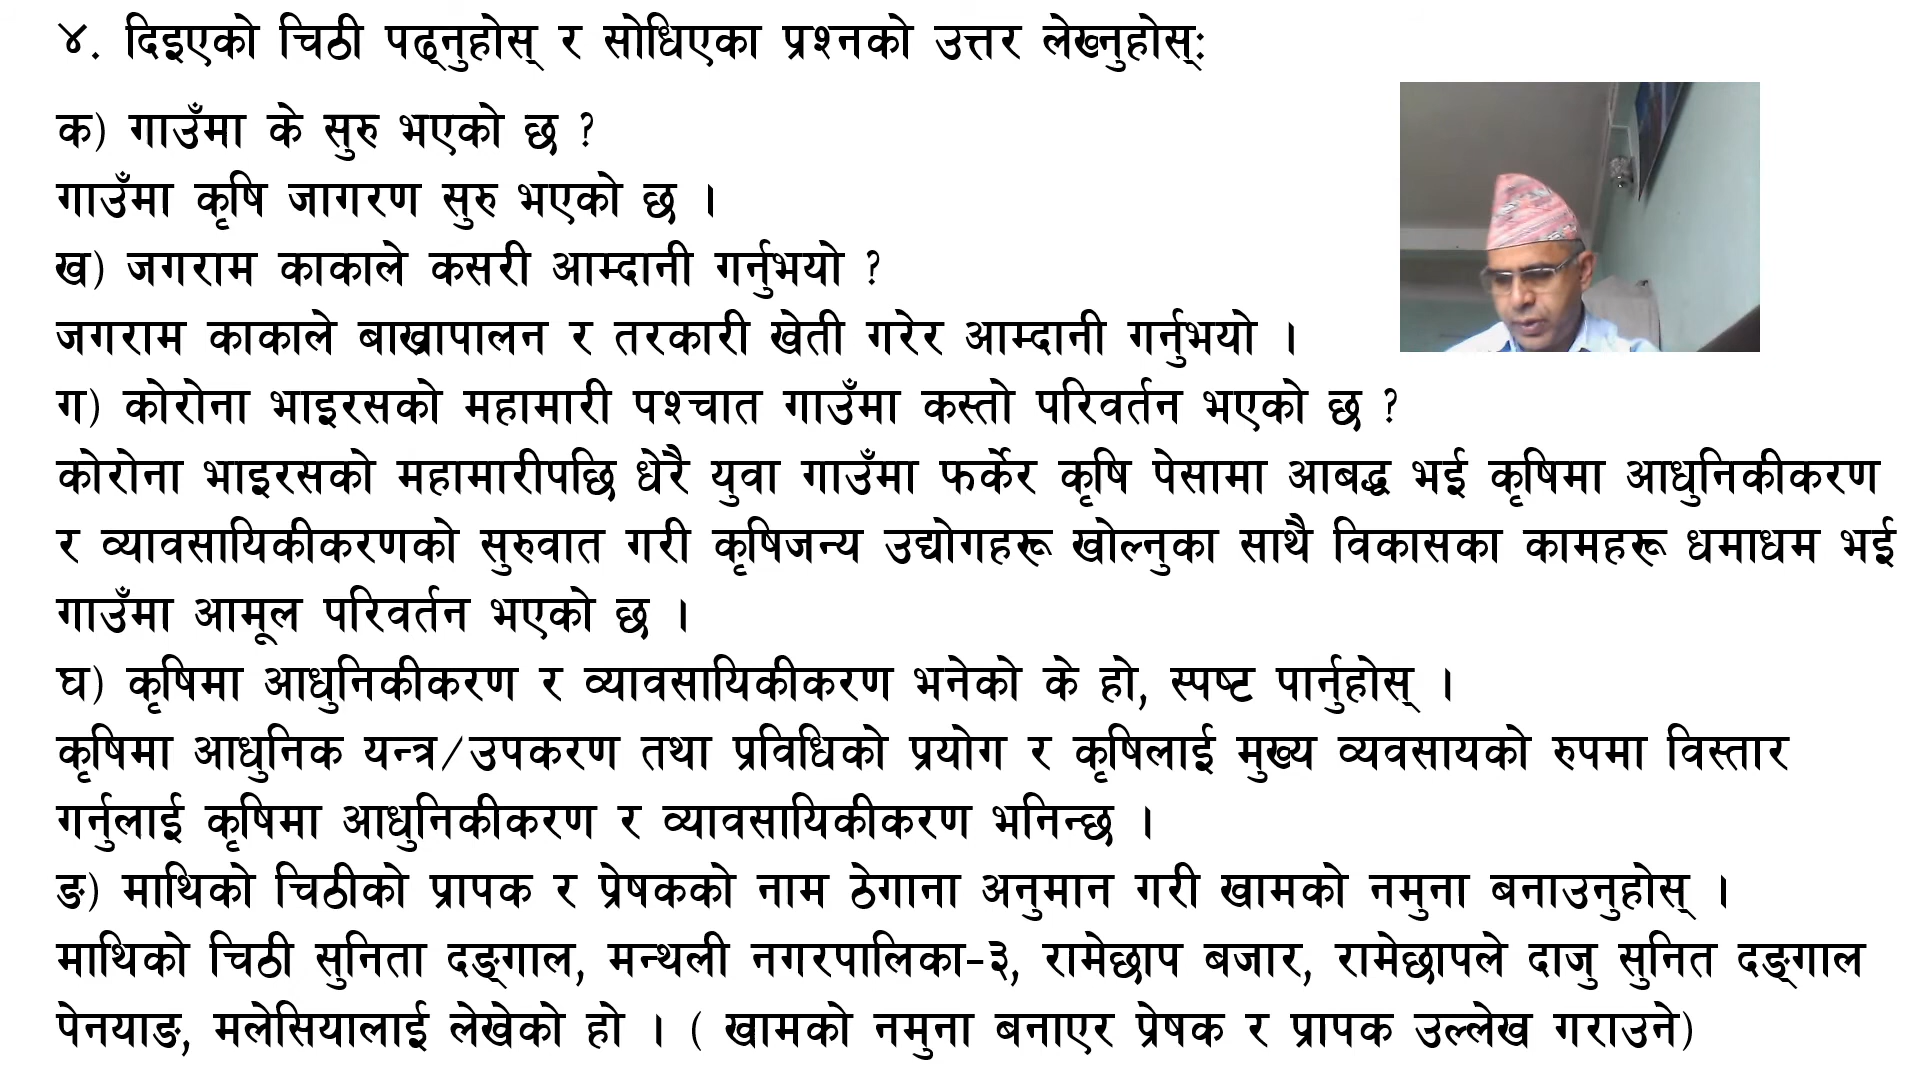 ४. दिइएको चिठी पढ्नुहोस् र सोधिएका प्रश्नको उत्तर लेख्नुहोस्ः
क) गाउँमा के सुरु भएको छ ?
गाउँमा कृषि जागरण सुरु भएको छ ।
ख) जगराम काकाले कसरी आम्दानी गर्नुभयो ?
जगराम काकाले बाख्रापालन र तरकारी खेती गरेर आम्दानी गर्नुभयो ।
ग) कोरोना भाइरसको महामारी पश्चात गाउँमा कस्तो परिवर्तन भएको छ ?
कोरोना भाइरसको महामारीपछि धेरै युवा गाउँमा फर्केर कृषि पेसामा आबद्ध भई कृषिमा आधुनिकीकरण
र व्यावसायिकीकरणको सुरुवात गरी कृषिजन्य उद्योगहरू खोल्नुका साथै विकासका कामहरू धमाधम भई
गाउँमा आमूल परिवर्तन भएको छ ।
घ) कृषिमा आधुनिकीकरण र व्यावसायिकीकरण भनेको के हो, स्पष्ट पार्नुहोस् ।
कृषिमा आधुनिक यन्त्र/उपकरण तथा प्रविधिको प्रयोग र कृषिलाई मुख्य व्यवसायको रुपमा विस्तार
गर्नुलाई कृषिमा आधुनिकीकरण र व्यावसायिकीकरण भनिन्छ ।
ङ) माथिको चिठीको प्रापक र प्रेषकको नाम ठेगाना अनुमान गरी खामको नमुना बनाउनुहोस् ।
माथिको चिठी सुनिता दङ्गाल, मन्थली नगरपालिका-३, रामेछाप बजार, रामेछापले दाजु सुनित दङ्गाल
पेनयाङ, मलेसियालाई लेखेको हो । ( खामको नमुना बनाएर प्रेषक र प्रापक उल्लेख गराउने)